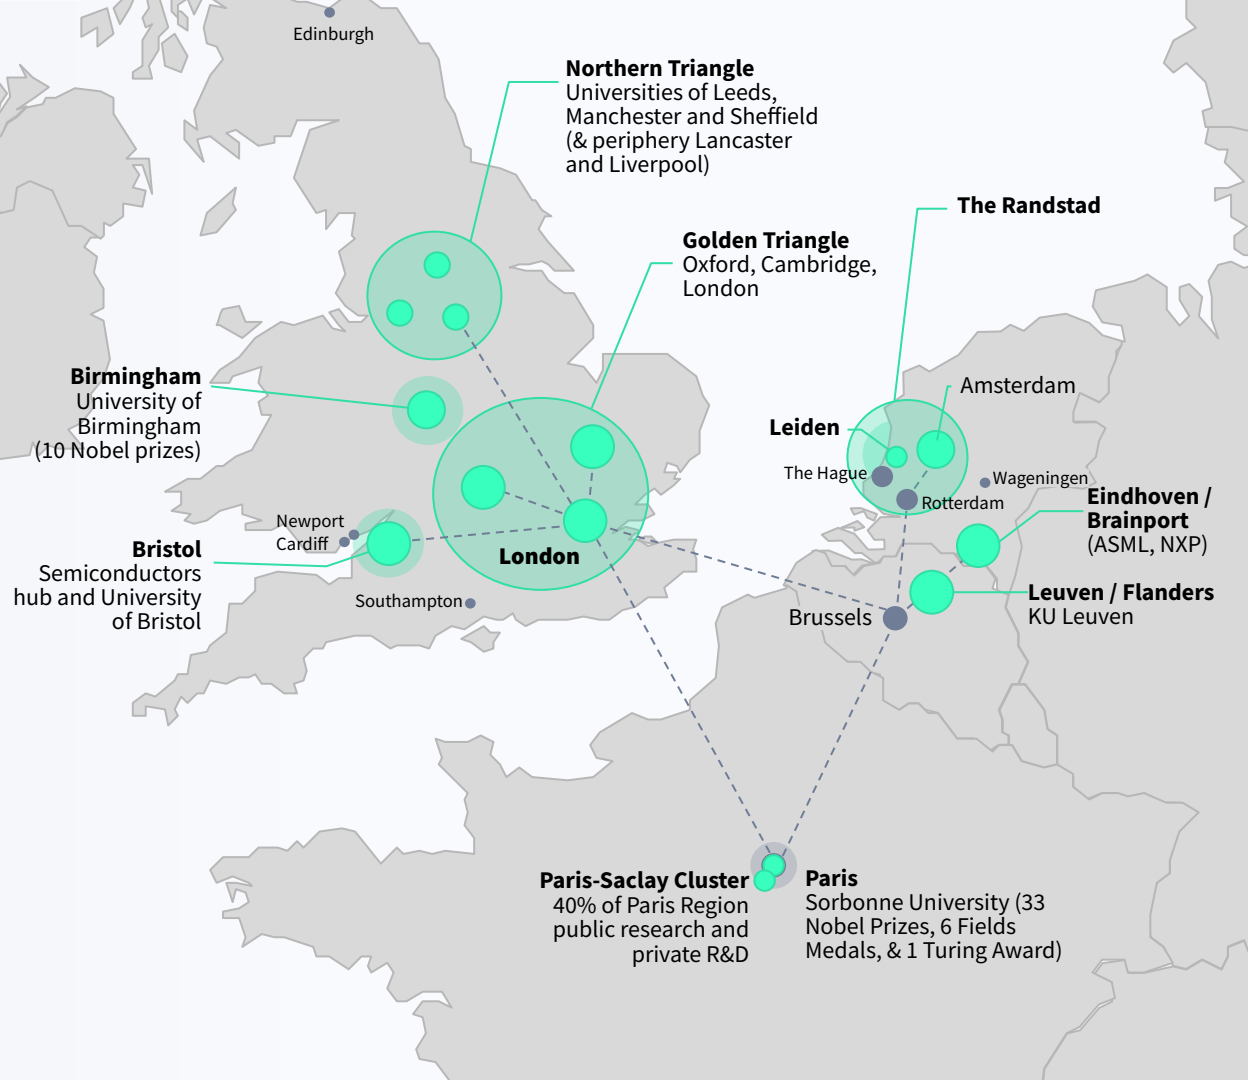 Edinburgh
Northern Triangle
Universities of Leeds,
Manchester and Sheffield
(& periphery Lancaster
and Liverpool)
The Randstad
Golden Triangle
Oxford, Cambridge,
London
Birmingham
University of
Birmingham
(10 Nobel prizes)
Amsterdam
Leiden
The Hague
Wageningen
Rotterdam
Eindhoven /
Brainport
(ASML, NXP)
Newport
Cardiff
Bristol
Semiconductors
hub and University
of Bristol
London
Southampton
Leuven / Flanders
KU Leuven
Brussels
Paris-Saclay Cluster
40% of Paris Region
public research and
private R&D
Paris
Sorbonne University (33
Nobel Prizes, 6 Fields
Medals, & 1 Turing Award)